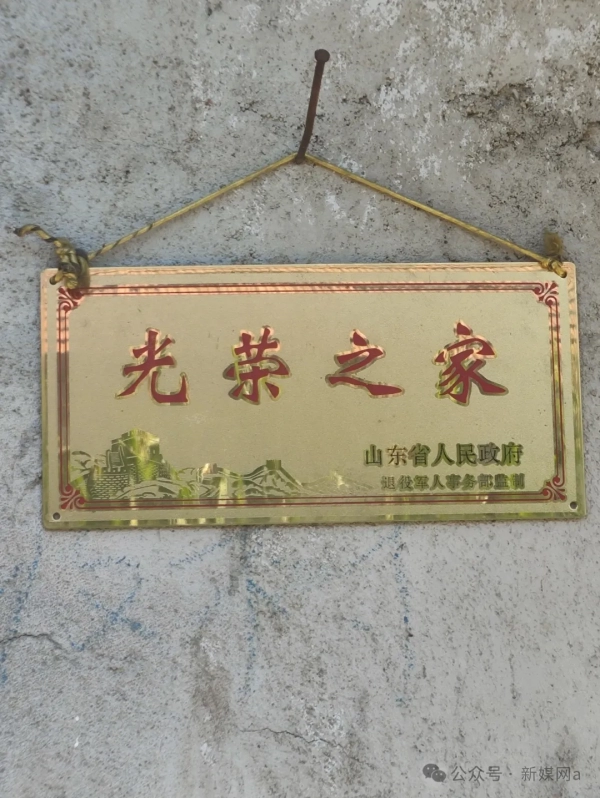 光荣之家
山东省人民政府
退役军人事务部监制
公众号·新媒网a